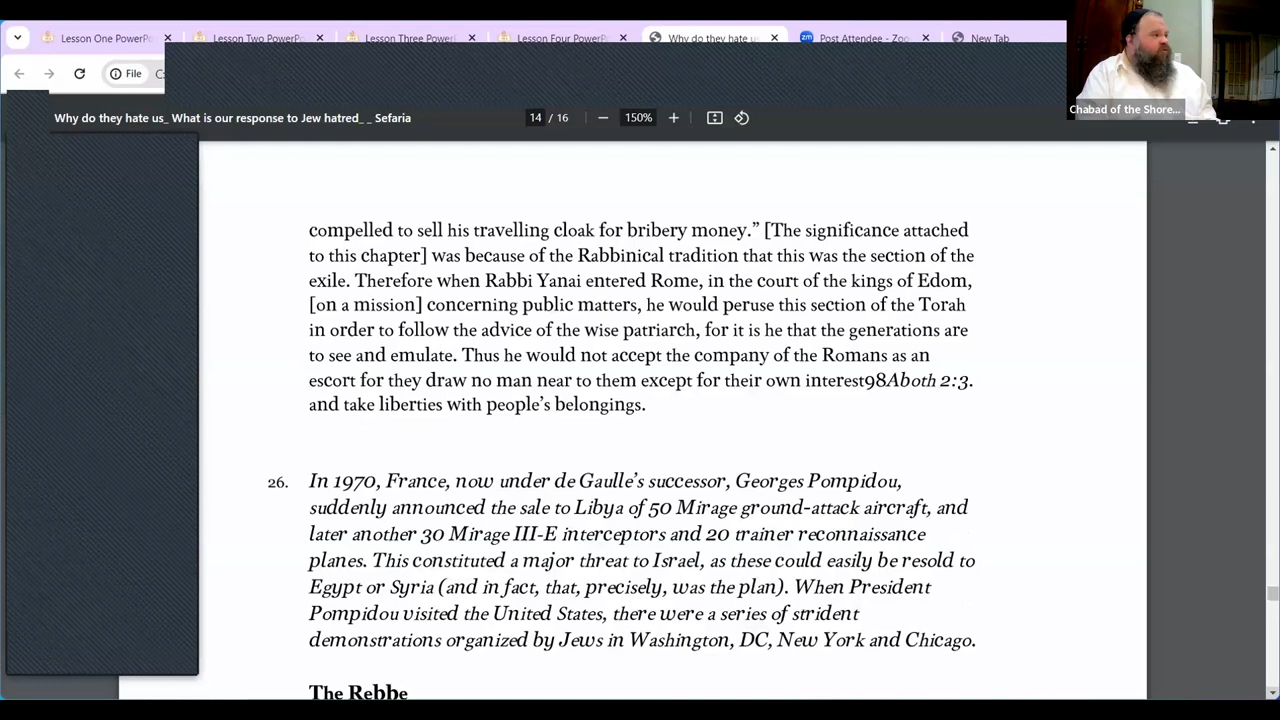 Lesson One PowerP
Lesson Two PowerPo
Lesson Three PowerP
Lesson Four PowerPo
Why do they hate us
zm
Post Attendee - Zoo
New Tab
File
Chabad of the Shore...
Why do they hate us_ What is our response to Jew hatred_ _ Sefaria
14 / 16
150%
compelled to sell his travelling cloak for bribery money.” [The significance attached
to this chapter] was because of the Rabbinical tradition that this was the section of the
exile. Therefore when Rabbi Yanai entered Rome, in the court of the kings of Edom,
[on a mission] concerning public matters, he would peruse this section of the Torah
in order to follow the advice of the wise patriarch, for it is he that the generations are
to see and emulate. Thus he would not accept the company of the Romans as an
escort for they draw no man near to them except for their own interest98Aboth 2:3.
and take liberties with people’s belongings.
26. In 1970, France, now under de Gaulle’s successor, Georges Pompidou,
suddenly announced the sale to Libya of 50 Mirage ground-attack aircraft, and
later another 30 Mirage III-E interceptors and 20 trainer reconnaissance
planes. This constituted a major threat to Israel, as these could easily be resold to
Egypt or Syria (and in fact, that, precisely, was the plan). When President
Pompidou visited the United States, there were a series of strident
demonstrations organized by Jews in Washington, DC, New York and Chicago.
The Rebbe